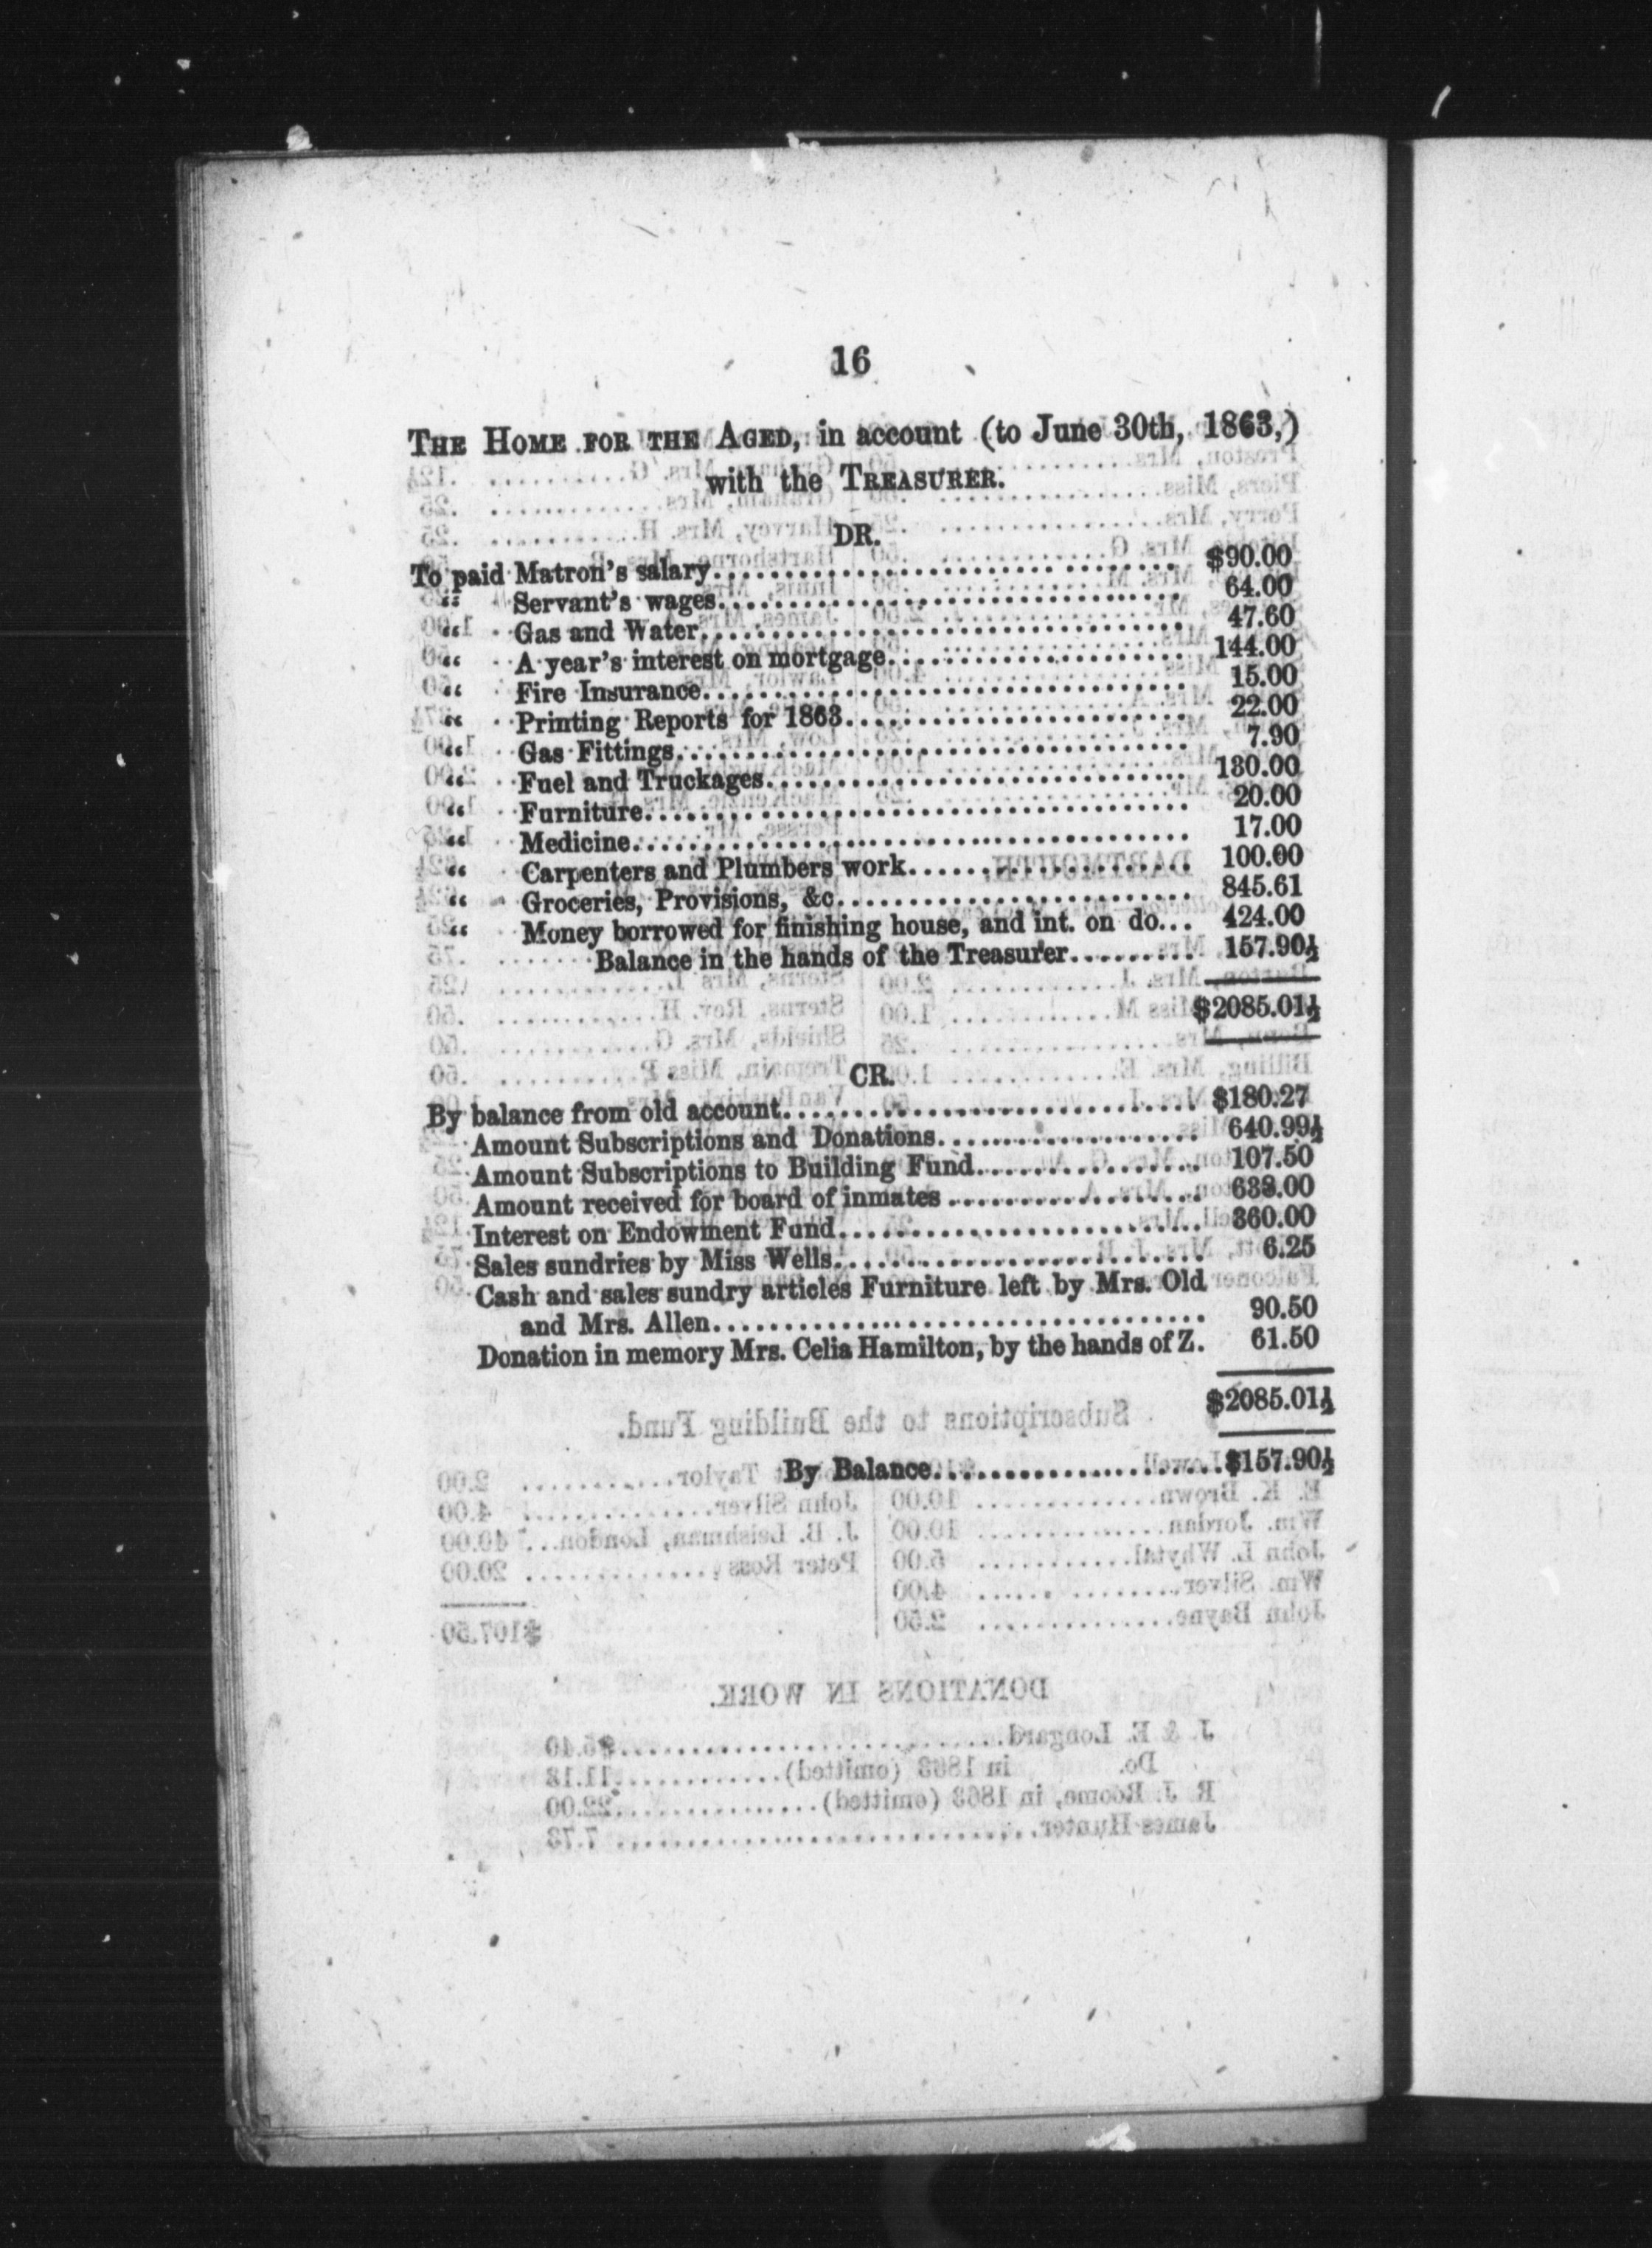 16
THE HOME FOR THE AGED, in account (to June 30th, 1863,)
with the TREASURER.
DR.
To paid Matron's salary.................................. $90.00
“ Servant's wages.................................. 64.00
“ Gas and Water.................................. 47.60
“ A year's interest on mortgage..................... 144.00
“ Fire Insurance.................................. 15.00
“ Printing Reports for 1863........................ 22.00
“ Gas Fittings.................................... 7.90
“ Fuel and Truckages.............................. 130.00
“ Furniture....................................... 20.00
“ Medicine........................................ 17.00
“ Carpenters and Plumbers work.................... 100.00
“ Groceries, Provisions, &c......................... 845.61
“ Money borrowed for finishing house, and int. on do... 424.00
Balance in the hands of the Treasurer......... 157.90½
$2085.01½
CR.
By balance from old account.............................. $180.27
Amount Subscriptions and Donations................... 640.99½
Amount Subscriptions to Building Fund................ 107.50
Amount received for board of inmates .................. 638.00
Interest on Endowment Fund.......................... 360.00
Sales sundries by Miss Wells.......................... 6.25
Cash and sales sundry articles Furniture left by Mrs. Old
and Mrs. Allen................................... 90.50
Donation in memory Mrs. Celia Hamilton, by the hands of Z. 61.50
$2085.01½
By Balance.....................$157.90½